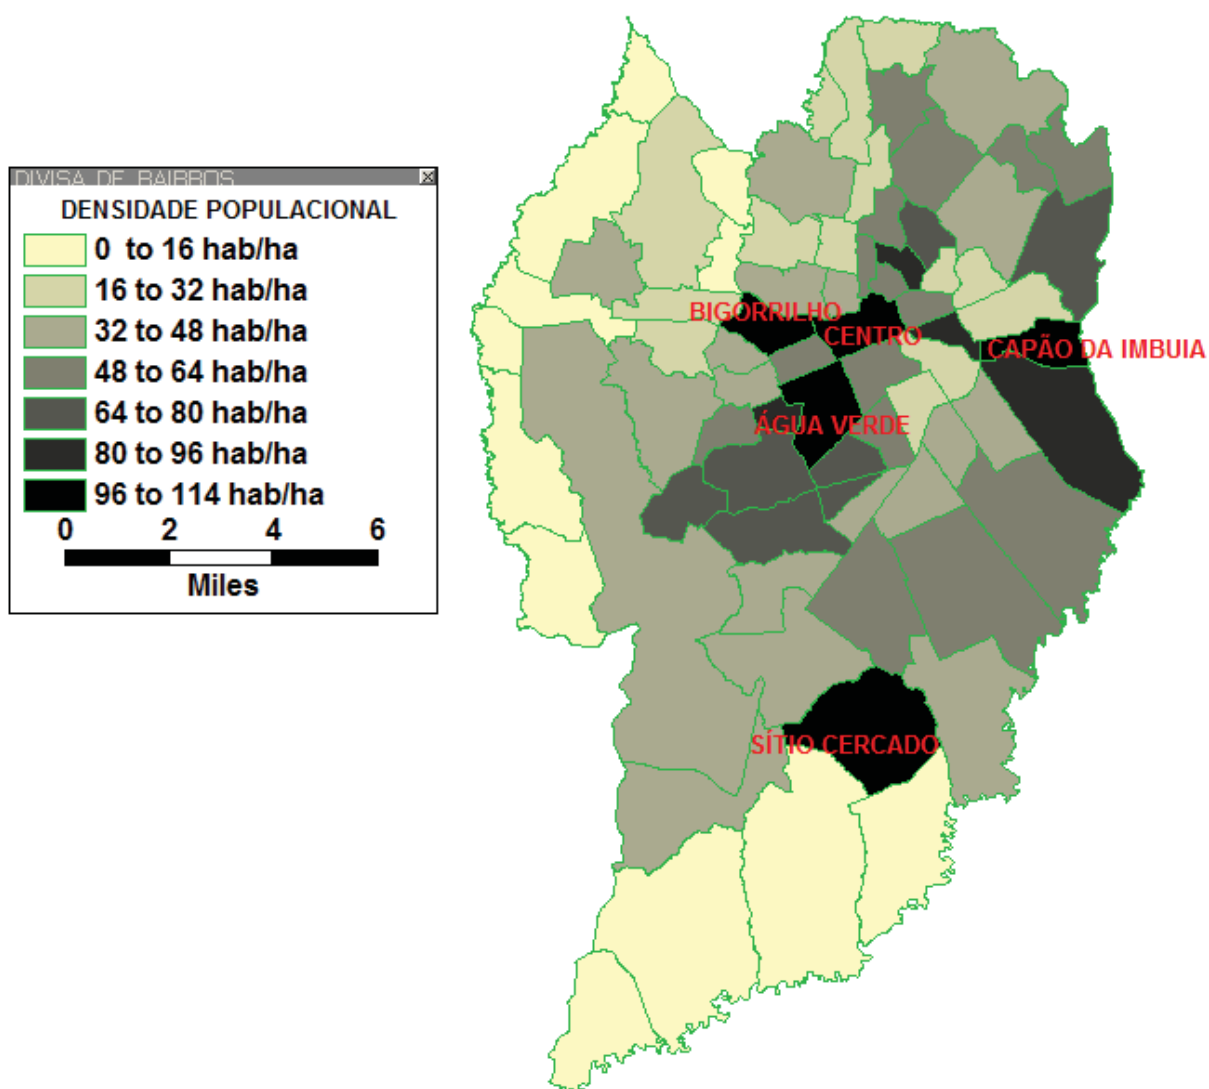 DIVISA DE BAIRROS
DENSIDADE POPULACIONAL
0 to 16 hab/ha
16 to 32 hab/ha
32 to 48 hab/ha
48 to 64 hab/ha
64 to 80 hab/ha
80 to 96 hab/ha
96 to 114 hab/ha
0 2 4 6
Miles
BIGORRILHO
CENTRO
CAPÃO DA IMBUIA
ÁGUA VERDE
SÍTIO CERCADO